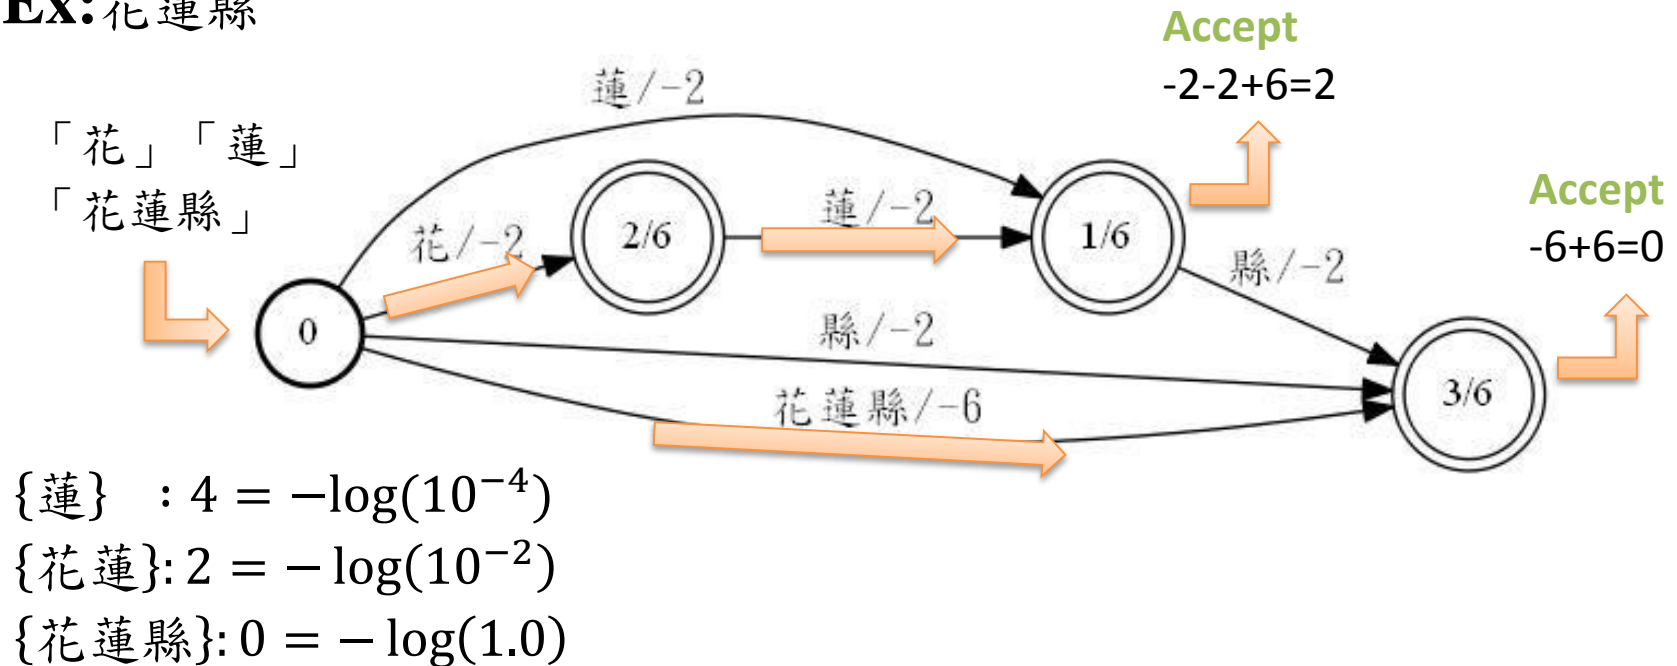 Ex:花蓮縣
Accept
-2-2+6=2
蓮/-2
「花」「蓮」
「花蓮縣」
Accept
-6+6=0
花/-2
2/6
蓮/-2
1/6
縣/-2
0
縣/-2
3/6
花蓮縣/-6
{蓮} : 4 = −log(10⁻⁴)
{花蓮}: 2 = − log(10⁻²)
{花蓮縣}: 0 = − log(1.0)